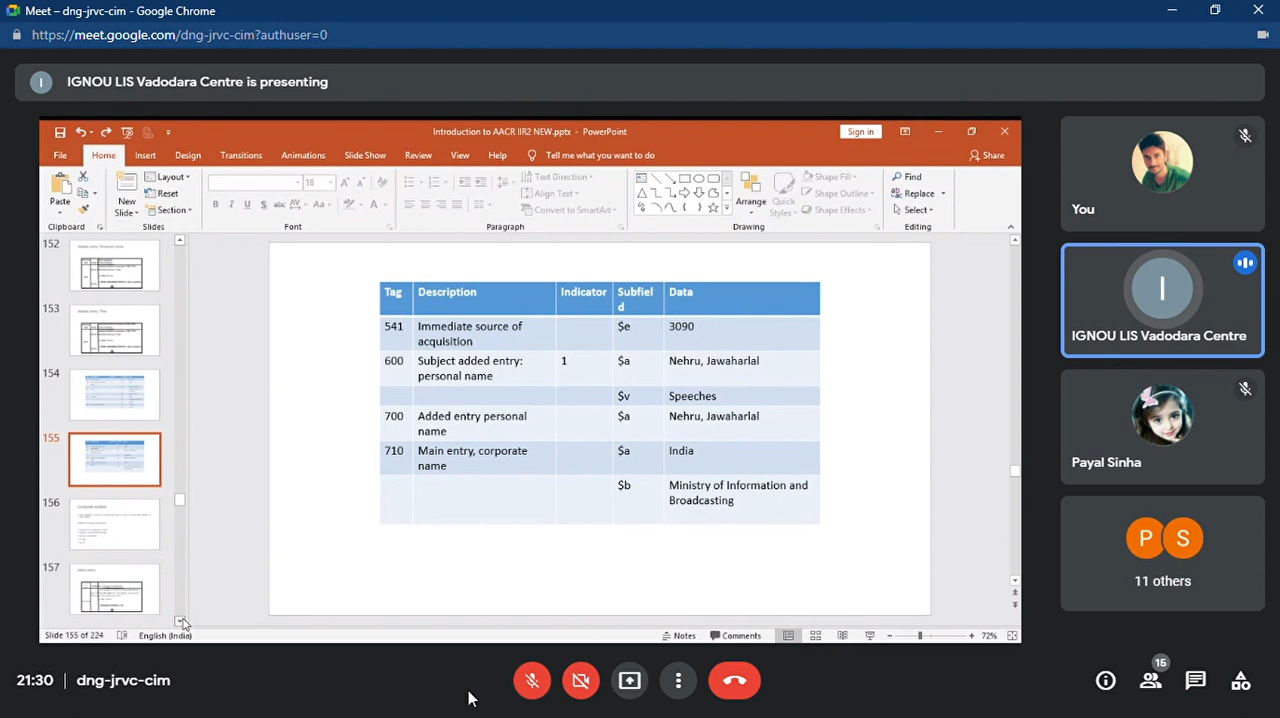 Meet – dng-jrvc-cim - Google Chrome
https://meet.google.com/dng-jrvc-cim?authuser=0
I IGNOU LIS Vadodara Centre is presenting
Introduction to AACR IIR2 NEW.pptx - PowerPoint
Sign in
File Home Insert Design Transitions Animations Slide Show Review View Help Tell me what you want to do Share
Paste
Clipboard
New Slide
Layout
Reset
Section
Slides
18
B I U S abc AV Aa A
Font
Text Direction
Align Text
Convert to SmartArt
Paragraph
Arrange
Quick Styles
Shape Fill
Shape Outline
Shape Effects
Drawing
Find
Replace
Select
Editing
152
153
154
155
156
157
Tag Description Indicator Subfiel d Data
541 Immediate source of acquisition $e 3090
600 Subject added entry: personal name 1 $a Nehru, Jawaharlal
$v Speeches
700 Added entry personal name $a Nehru, Jawaharlal
710 Main entry, corporate name $a India
$b Ministry of Information and Broadcasting
Slide 155 of 224 English (India) Notes Comments 72%
You
I
IGNOU LIS Vadodara Centre
Payal Sinha
P S
11 others
21:30 | dng-jrvc-cim
15